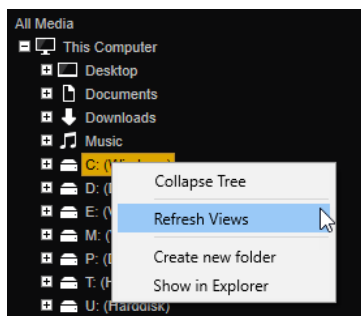 All Media
This Computer
Desktop
Documents
Downloads
Music
C:
Collapse Tree
D:
E:
Refresh Views
M:
P:
Create new folder
T:
Show in Explorer
U: (Harddisk)